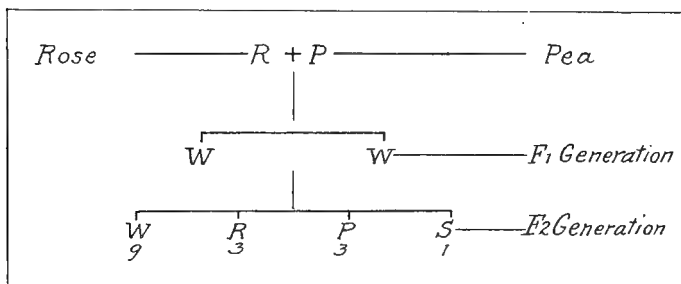 Rose R + P Pea
W W F1 Generation
W R P S F2 Generation
9 3 3 1